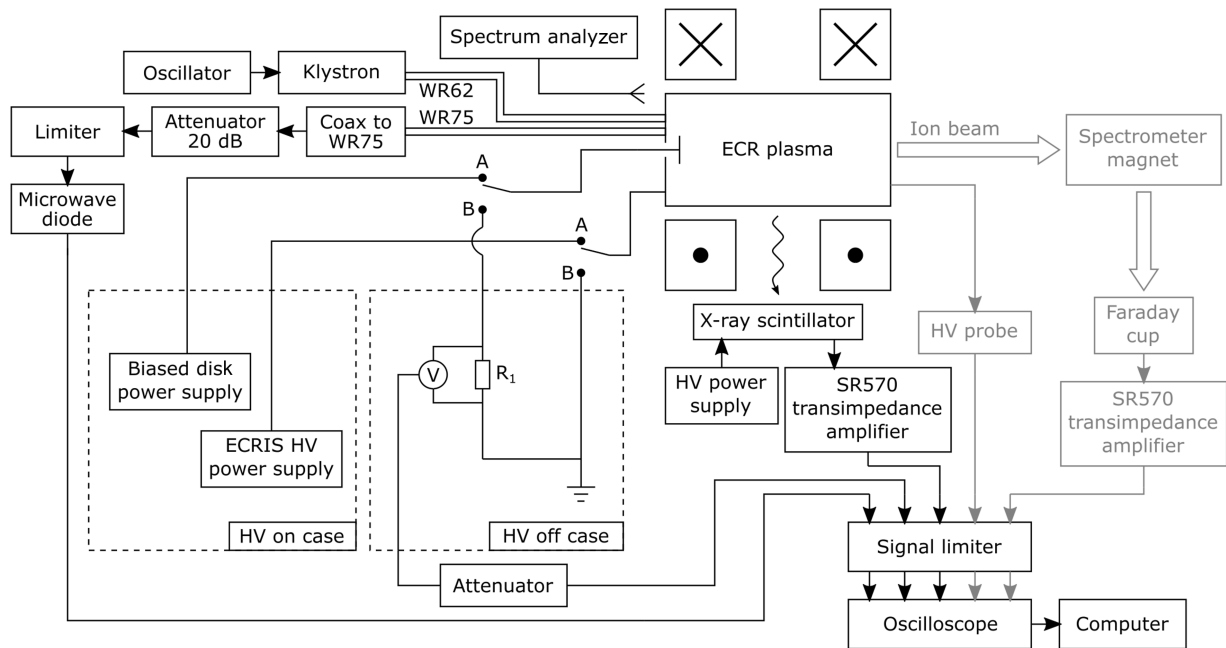 Spectrum analyzer
Oscillator
Klystron
WR62
WR75
Limiter
Attenuator
20 dB
Coax to
WR75
ECR plasma
Ion beam
Spectrometer
magnet
Microwave
diode
A
B
A
B
X-ray scintillator
HV probe
Faraday
cup
Biased disk
power supply
V
R1
HV power
supply
SR570
transimpedance
amplifier
SR570
transimpedance
amplifier
ECRIS HV
power supply
HV on case
HV off case
Signal limiter
Attenuator
Oscilloscope
Computer